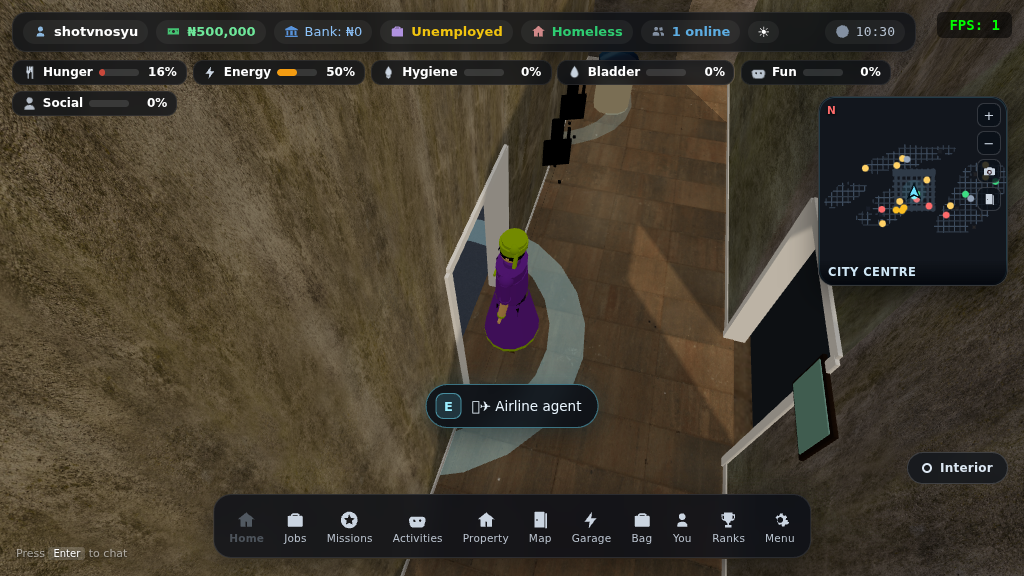 shotvnosyu
₦500,000
Bank: ₦0
Unemployed
Homeless
1 online
10:30
FPS: 1
Hunger 16%
Energy 50%
Hygiene 0%
Bladder 0%
Fun 0%
Social 0%
N
+
−
CITY CENTRE
E Airline agent
Interior
Home
Jobs
Missions
Activities
Property
Map
Garage
Bag
You
Ranks
Menu
Press Enter to chat